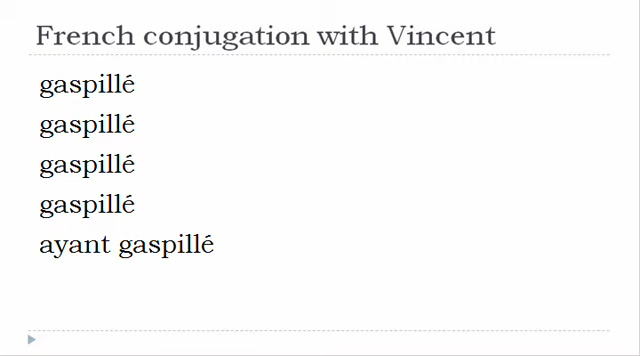 French conjugation with Vincent
gaspillé
gaspillé
gaspillé
gaspillé
ayant gaspillé